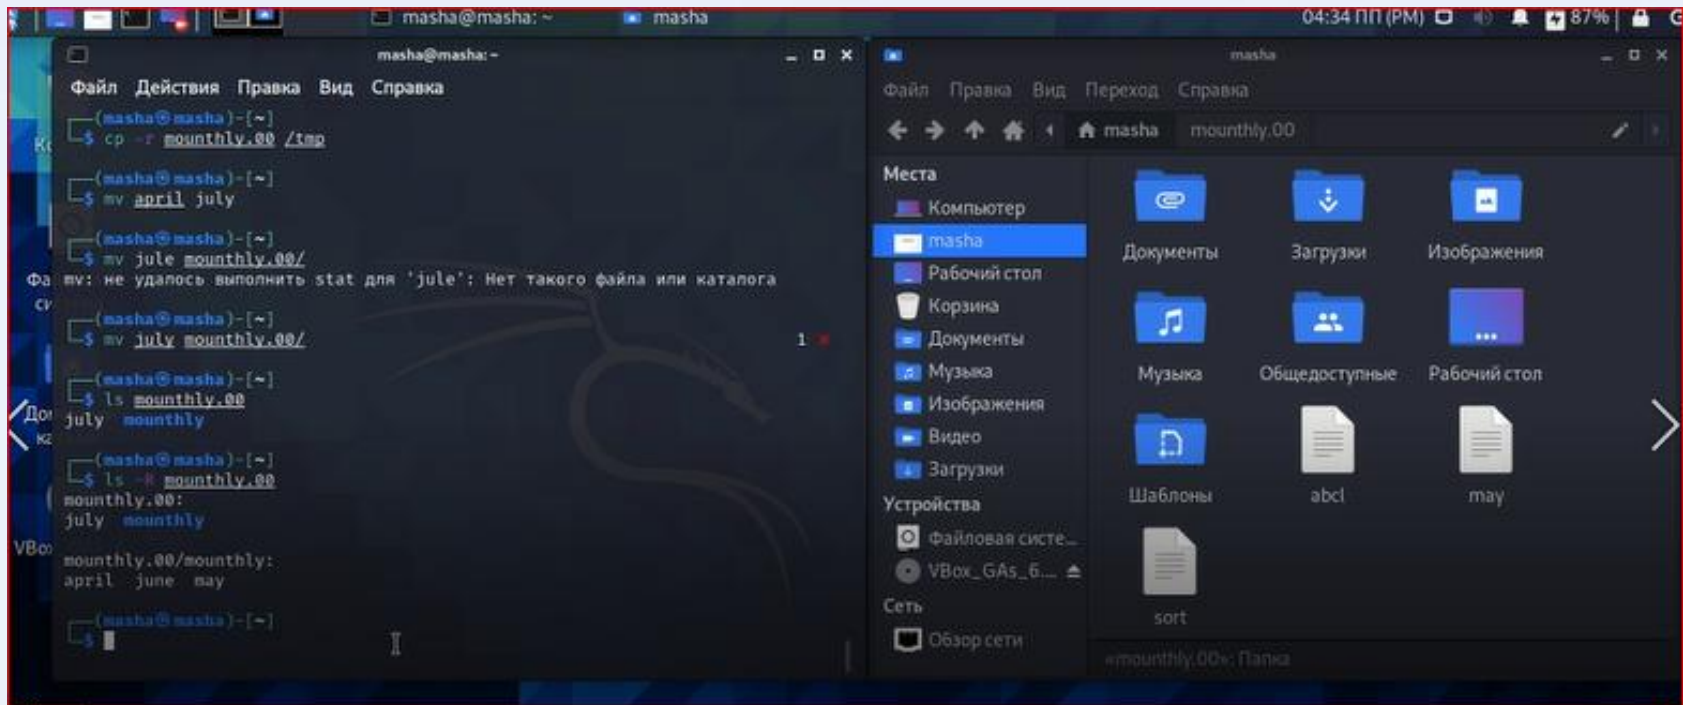 masha@masha: ~
masha
04:34 ПП (PM)
87%
masha@masha: ~
Файл Действия Правка Вид Справка
(masha㉿masha)-[~]
$ cp -r mounthly.00 /tmp
(masha㉿masha)-[~]
$ mv april july
(masha㉿masha)-[~]
$ mv jule mounthly.00/
mv: не удалось выполнить stat для 'jule': Нет такого файла или каталога
(masha㉿masha)-[~]
$ mv july mounthly.00/
1
(masha㉿masha)-[~]
$ ls mounthly.00
july mounthly
(masha㉿masha)-[~]
$ ls -R mounthly.00
mounthly.00:
july mounthly
mounthly.00/mounthly:
april june may
(masha㉿masha)-[~]
$
masha
Файл Правка Вид Переход Справка
masha mounthly.00
Места
Компьютер
masha
Рабочий стол
Корзина
Документы
Музыка
Изображения
Видео
Загрузки
Устройства
Файловая систе...
VBox_GAs_6....
Сеть
Обзор сети
Документы Загрузки Изображения
Музыка Общедоступные Рабочий стол
Шаблоны abcl may
sort
«mounthly.00»: Папка